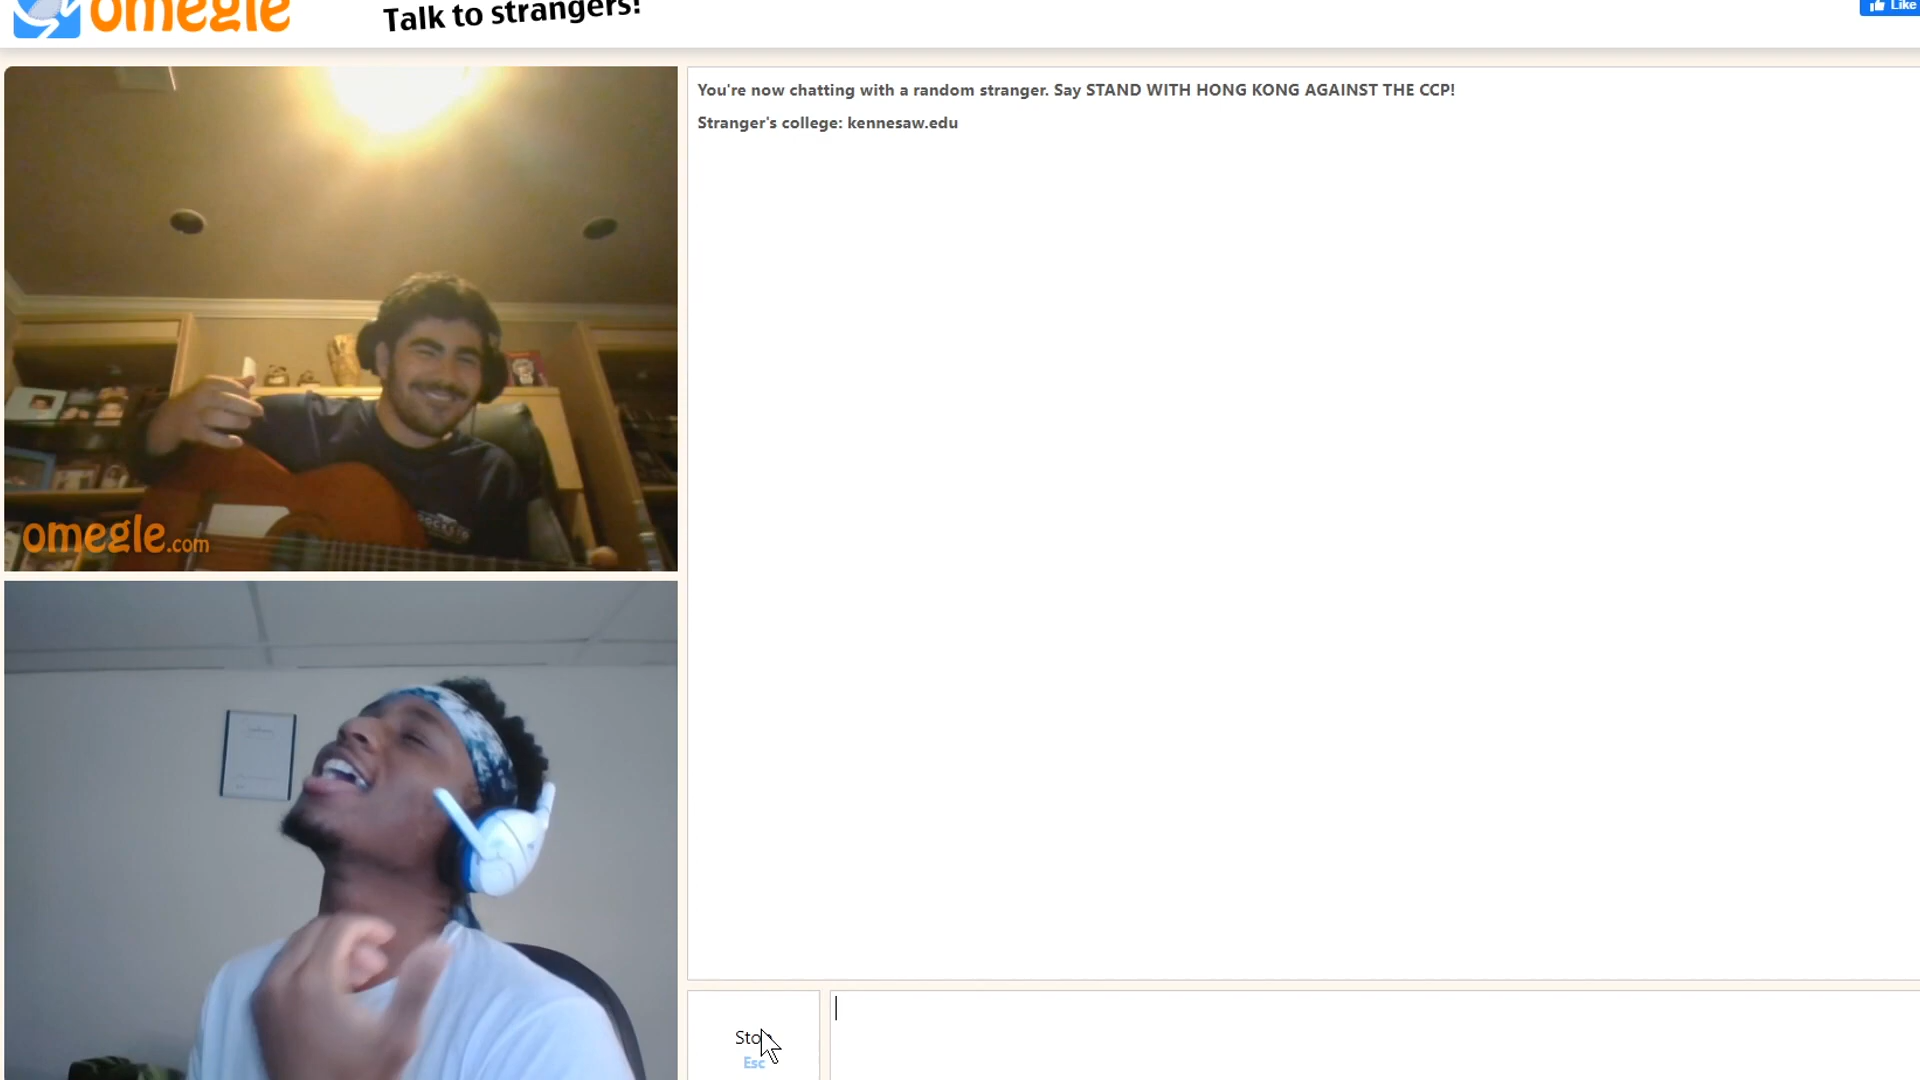 omegle
Talk to strangers!
Like
You're now chatting with a random stranger. Say STAND WITH HONG KONG AGAINST THE CCP!
Stranger's college: kennesaw.edu
omegle.com
Esc